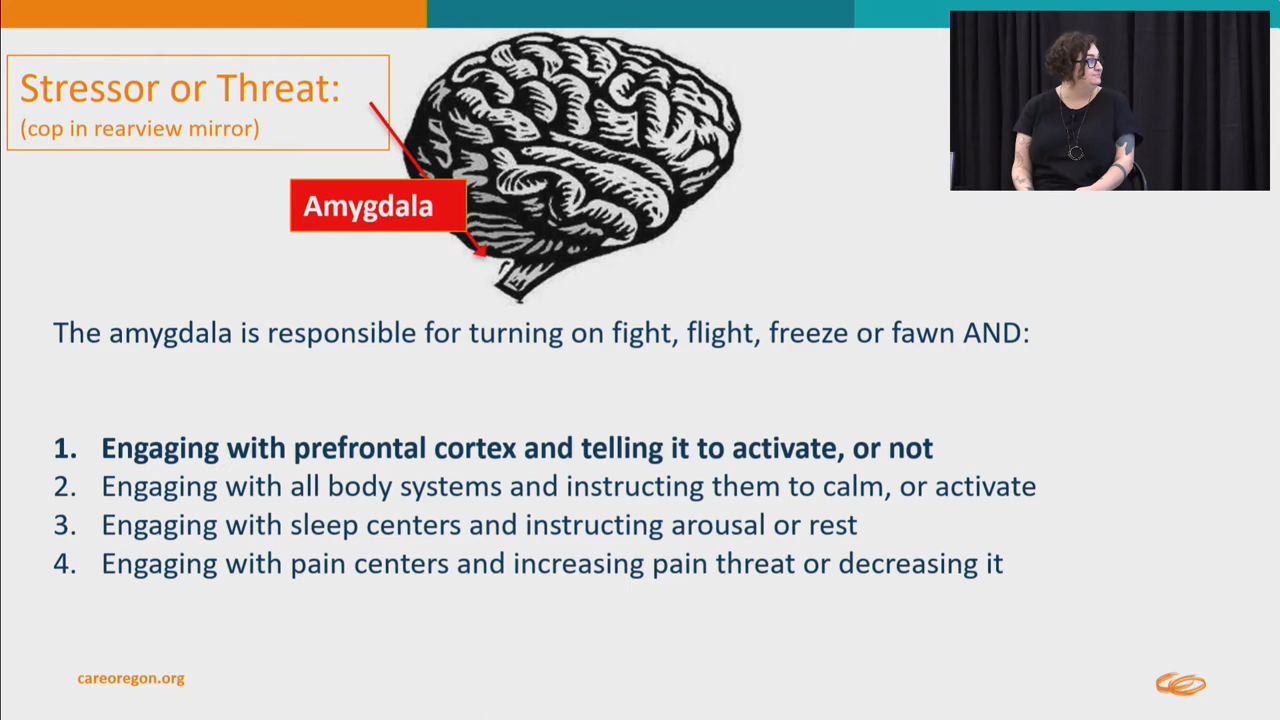 Stressor or Threat:
(cop in rearview mirror)
Amygdala
The amygdala is responsible for turning on fight, flight, freeze or fawn AND:
1. Engaging with prefrontal cortex and telling it to activate, or not
2. Engaging with all body systems and instructing them to calm, or activate
3. Engaging with sleep centers and instructing arousal or rest
4. Engaging with pain centers and increasing pain threat or decreasing it
careoregon.org